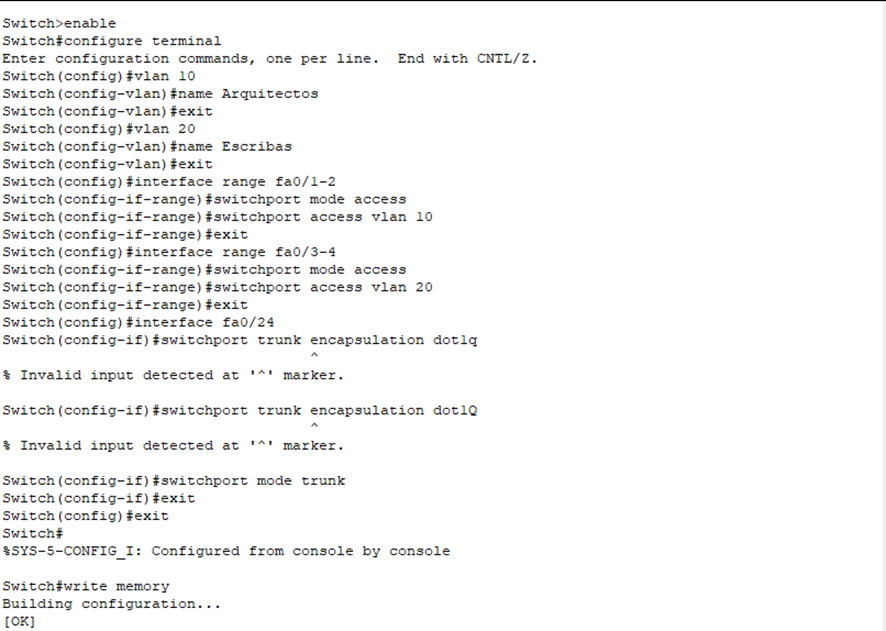 Switch>enable
Switch#configure terminal
Enter configuration commands, one per line.  End with CNTL/Z.
Switch(config)#vlan 10
Switch(config-vlan)#name Arquitectos
Switch(config-vlan)#exit
Switch(config)#vlan 20
Switch(config-vlan)#name Escribas
Switch(config-vlan)#exit
Switch(config)#interface range fa0/1-2
Switch(config-if-range)#switchport mode access
Switch(config-if-range)#switchport access vlan 10
Switch(config-if-range)#exit
Switch(config)#interface range fa0/3-4
Switch(config-if-range)#switchport mode access
Switch(config-if-range)#switchport access vlan 20
Switch(config-if-range)#exit
Switch(config)#interface fa0/24
Switch(config-if)#switchport trunk encapsulation dot1q
                                   ^
% Invalid input detected at '^' marker.

Switch(config-if)#switchport trunk encapsulation dot1Q
                                   ^
% Invalid input detected at '^' marker.

Switch(config-if)#switchport mode trunk
Switch(config-if)#exit
Switch(config)#exit
Switch#
%SYS-5-CONFIG_I: Configured from console by console

Switch#write memory
Building configuration...
[OK]